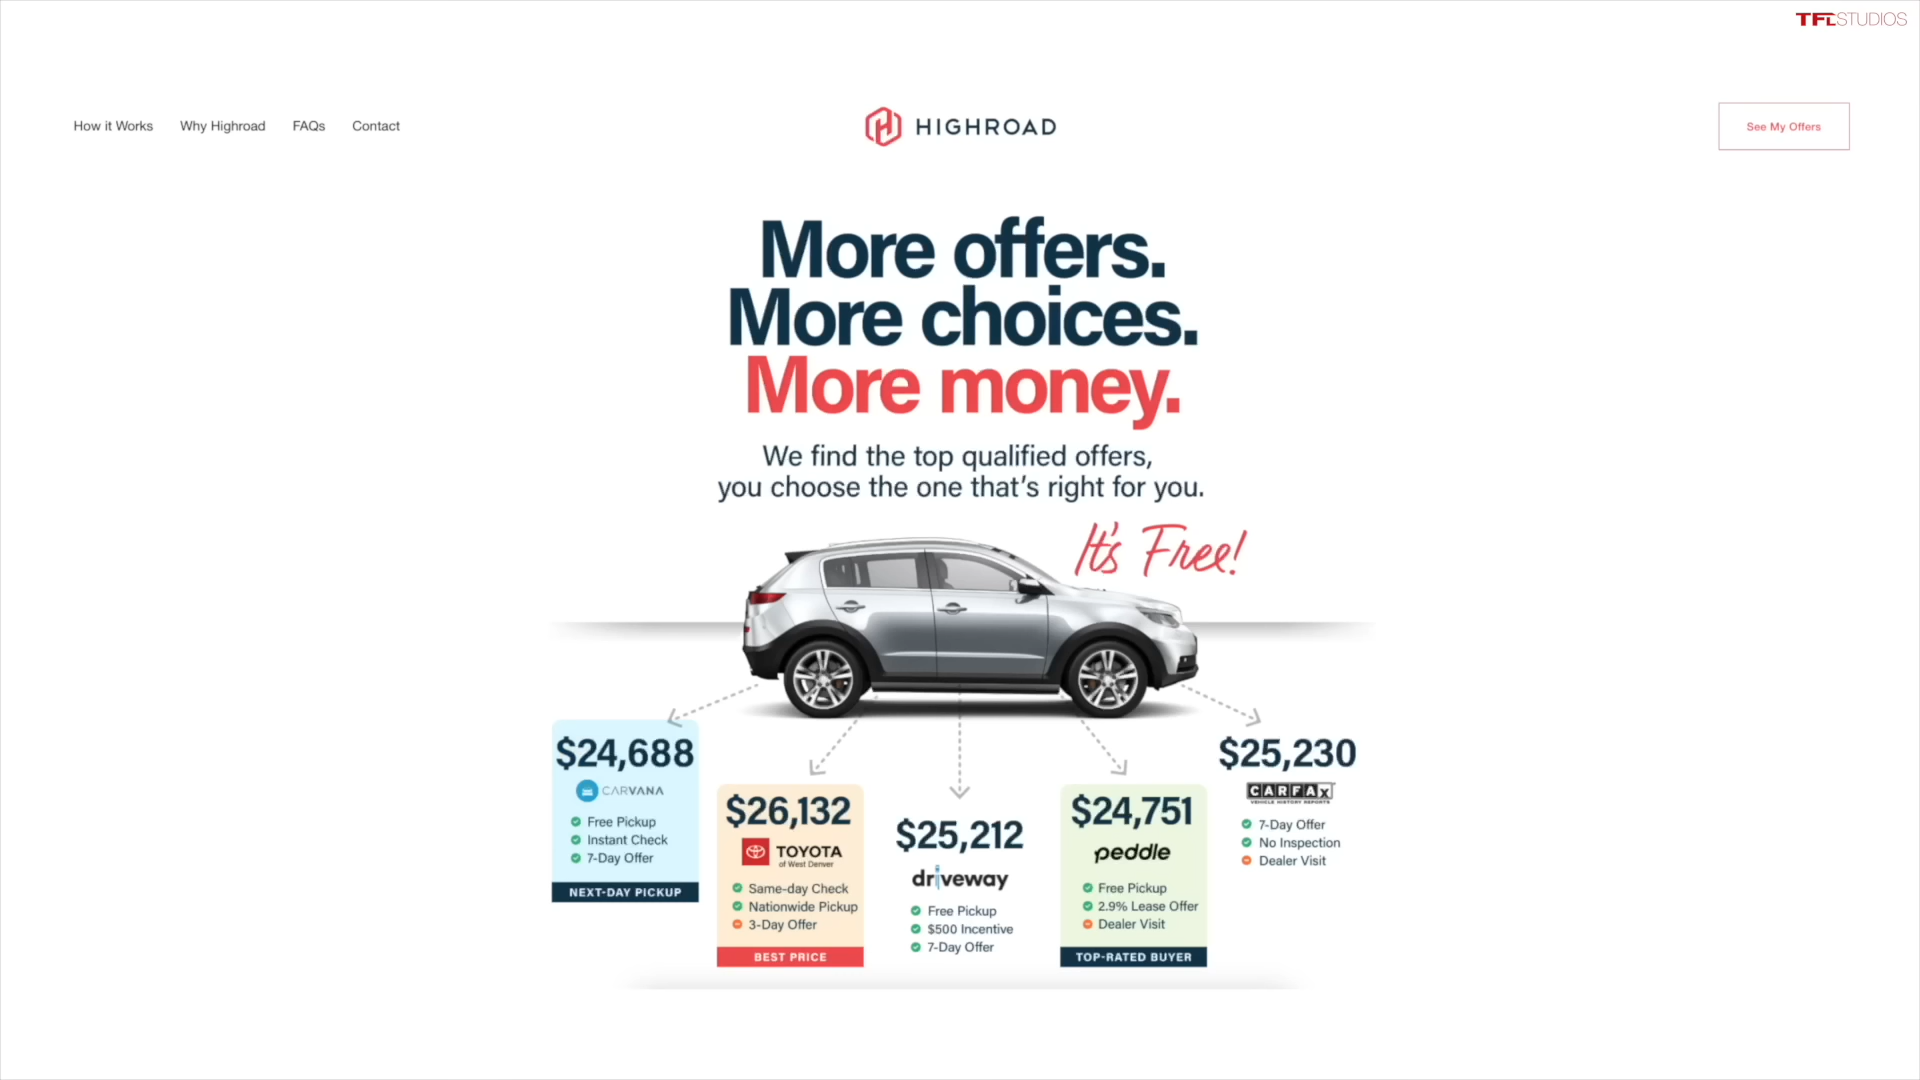 TFLSTUDIOS
How it Works
Why Highroad
FAQs
Contact
HIGHROAD
See My Offers
More offers.
More choices.
More money.
We find the top qualified offers,
you choose the one that's right for you.
It's Free!
$24,688
CARVANA
Free Pickup
Instant Check
7-Day Offer
NEXT-DAY PICKUP
$26,132
TOYOTA
of West Denver
Same-day Check
Nationwide Pickup
3-Day Offer
BEST PRICE
$25,212
driveway
Free Pickup
$500 Incentive
7-Day Offer
$24,751
peddle
Free Pickup
2.9% Lease Offer
Dealer Visit
TOP-RATED BUYER
$25,230
CARFAX
VEHICLE HISTORY REPORTS
7-Day Offer
No Inspection
Dealer Visit